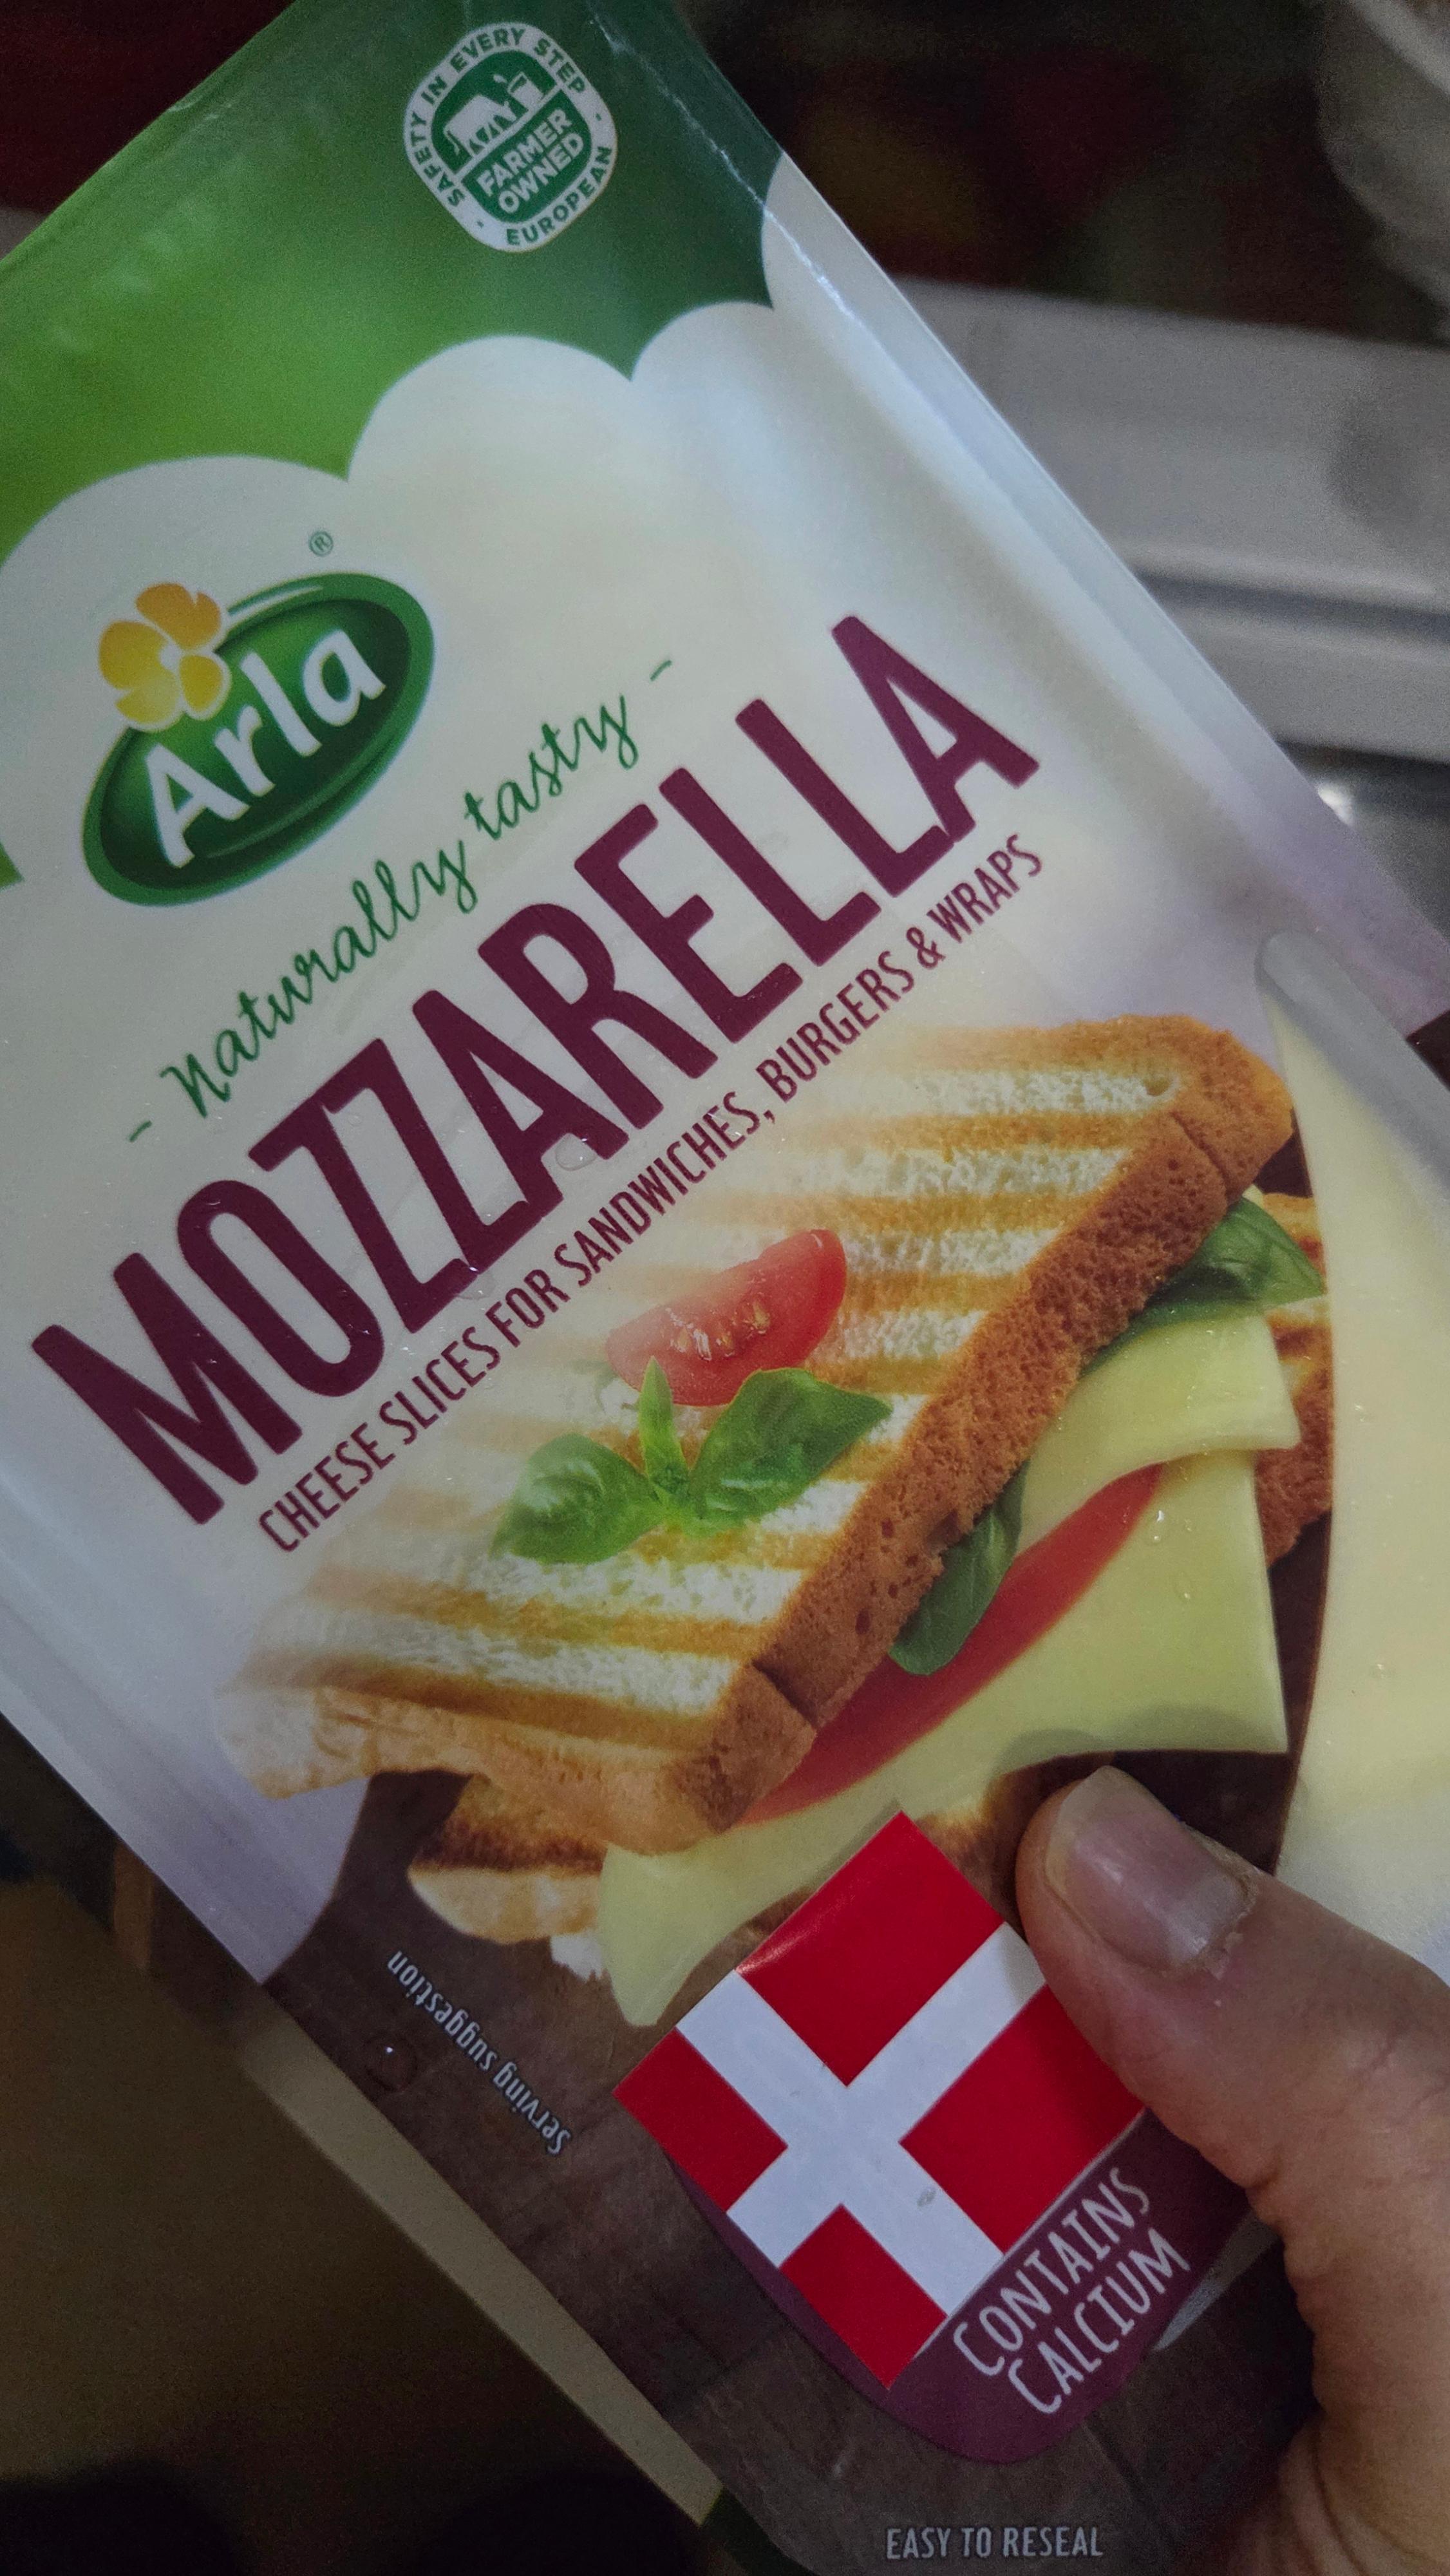 SAFETY IN EVERY STEP
FARMER
OWNED
- EUROPEAN -
®
Arla
- Naturally tasty -
MOZZARELLA
CHEESE SLICES FOR SANDWICHES, BURGERS & WRAPS
Serving suggestion
CONTAINS
CALCIUM
EASY TO RESEAL